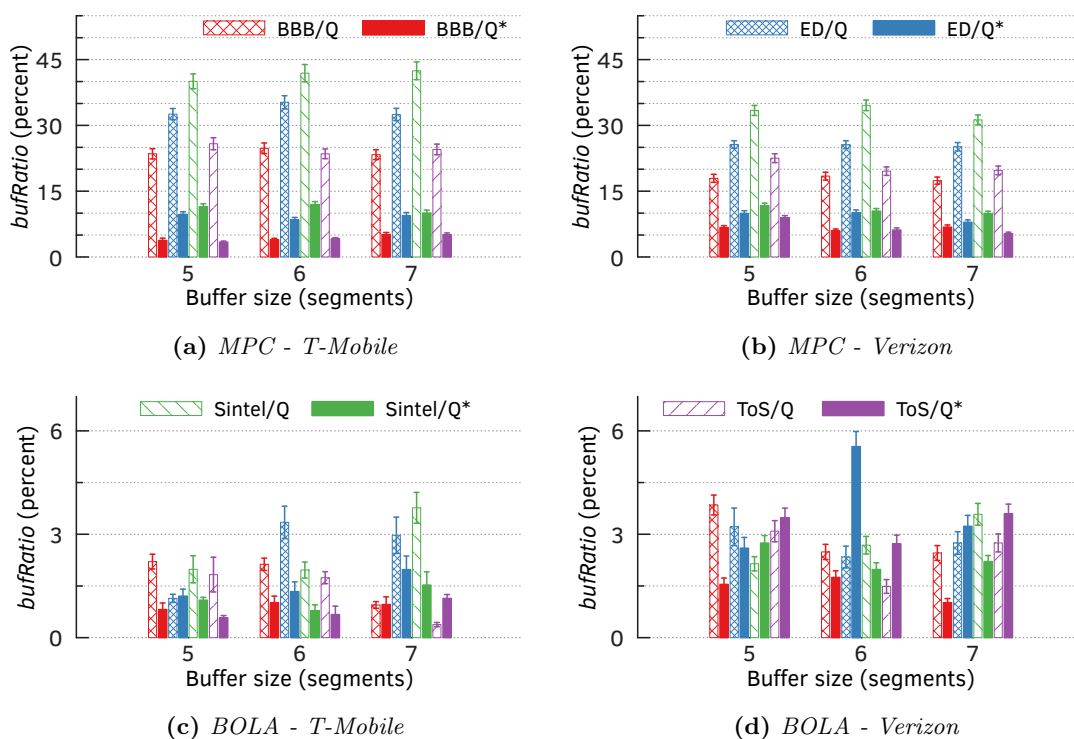 BBB/Q BBB/Q*
bufRatio (percent)
45
30
15
0
5 6 7
Buffer size (segments)
(a) MPC - T-Mobile
ED/Q ED/Q*
bufRatio (percent)
45
30
15
0
5 6 7
Buffer size (segments)
(b) MPC - Verizon
Sintel/Q Sintel/Q*
bufRatio (percent)
6
3
0
5 6 7
Buffer size (segments)
(c) BOLA - T-Mobile
ToS/Q ToS/Q*
bufRatio (percent)
6
3
0
5 6 7
Buffer size (segments)
(d) BOLA - Verizon